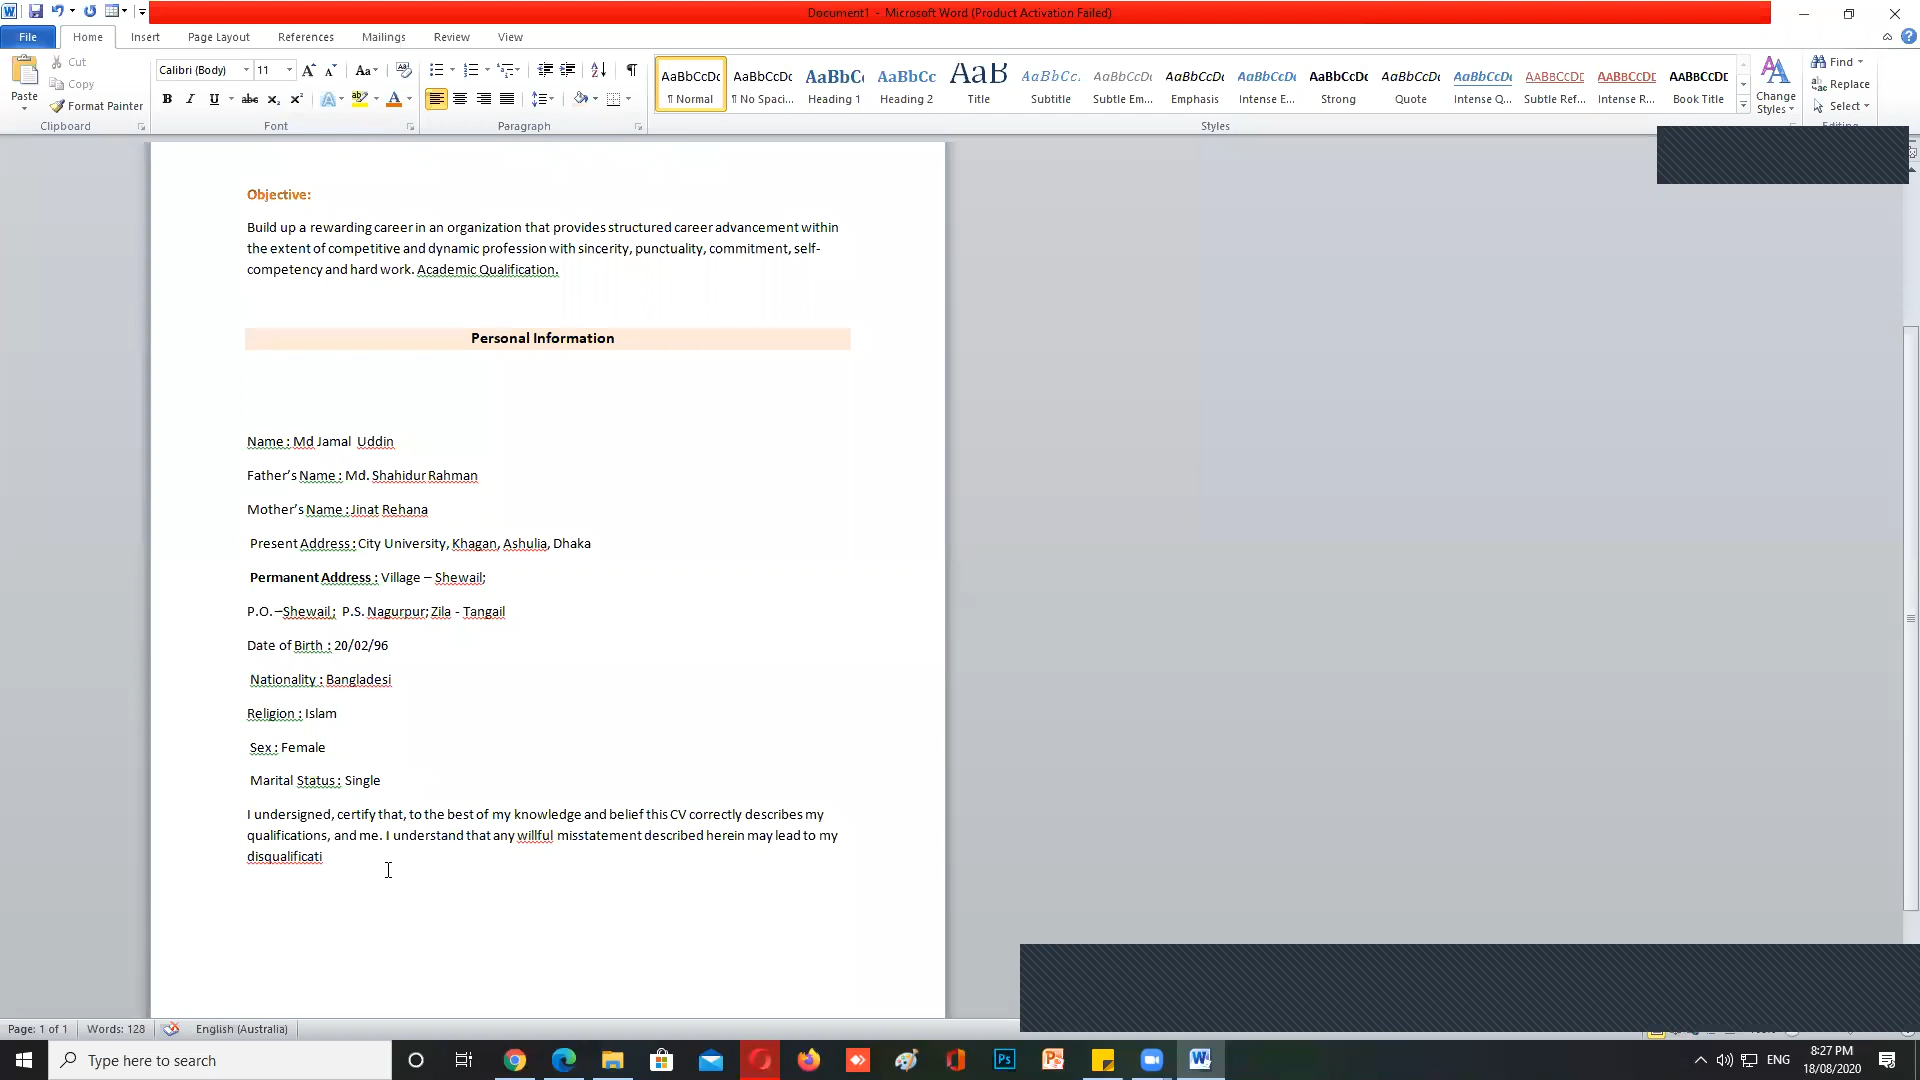 Document1 - Microsoft Word (Product Activation Failed)
File Home Insert Page Layout References Mailings Review View
Paste
Cut
Copy
Format Painter
Clipboard
Calibri (Body) 11
Font
Paragraph
AaBbCcDc AaBbCcDc AaBbCc AaBbCc AaB AaBbCc. AaBbCcDc AaBbCcDc AaBbCcDc AaBbCcDc AaBbCcDc AaBbCcDc AABBCCDE AABBCCDE AABBCCDE
¶ Normal ¶ No Spaci... Heading 1 Heading 2 Title Subtitle Subtle Em... Emphasis Intense E... Strong Quote Intense Q... Subtle Ref... Intense R... Book Title
Change Styles
Styles
Find
Replace
Select
Objective:
Build up a rewarding career in an organization that provides structured career advancement within
the extent of competitive and dynamic profession with sincerity, punctuality, commitment, self-
competency and hard work. Academic Qualification.
Personal Information
Name : Md Jamal Uddin
Father’s Name : Md. Shahidur Rahman
Mother’s Name : Jinat Rehana
Present Address : City University, Khagan, Ashulia, Dhaka
Permanent Address : Village – Shewail;
P.O. –Shewail; P.S. Nagurpur; Zila - Tangail
Date of Birth : 20/02/96
Nationality : Bangladesi
Religion : Islam
Sex : Female
Marital Status : Single
I undersigned, certify that, to the best of my knowledge and belief this CV correctly describes my
qualifications, and me. I understand that any willful misstatement described herein may lead to my
disqualificati
Page: 1 of 1 Words: 128 English (Australia)
Type here to search
ENG
8:27 PM
18/08/2020